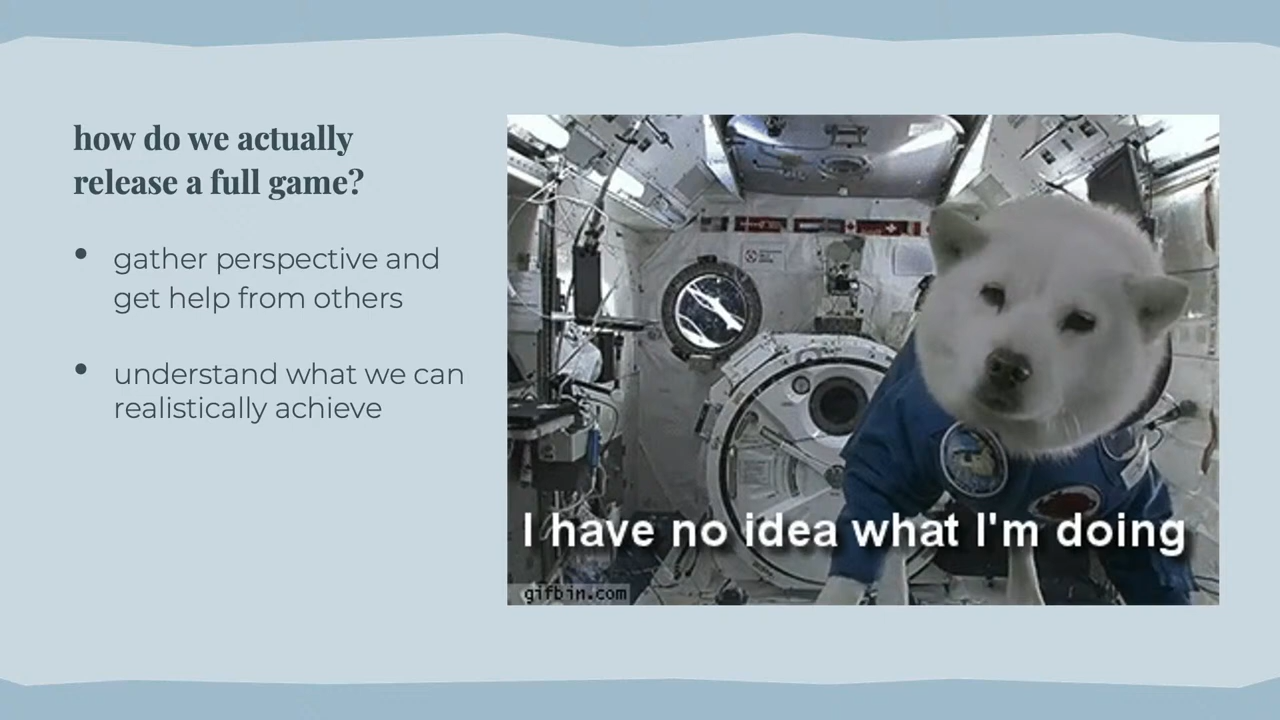 how do we actually
release a full game?
• gather perspective and
get help from others
• understand what we can
realistically achieve
I have no idea what I'm doing
gifbin.com